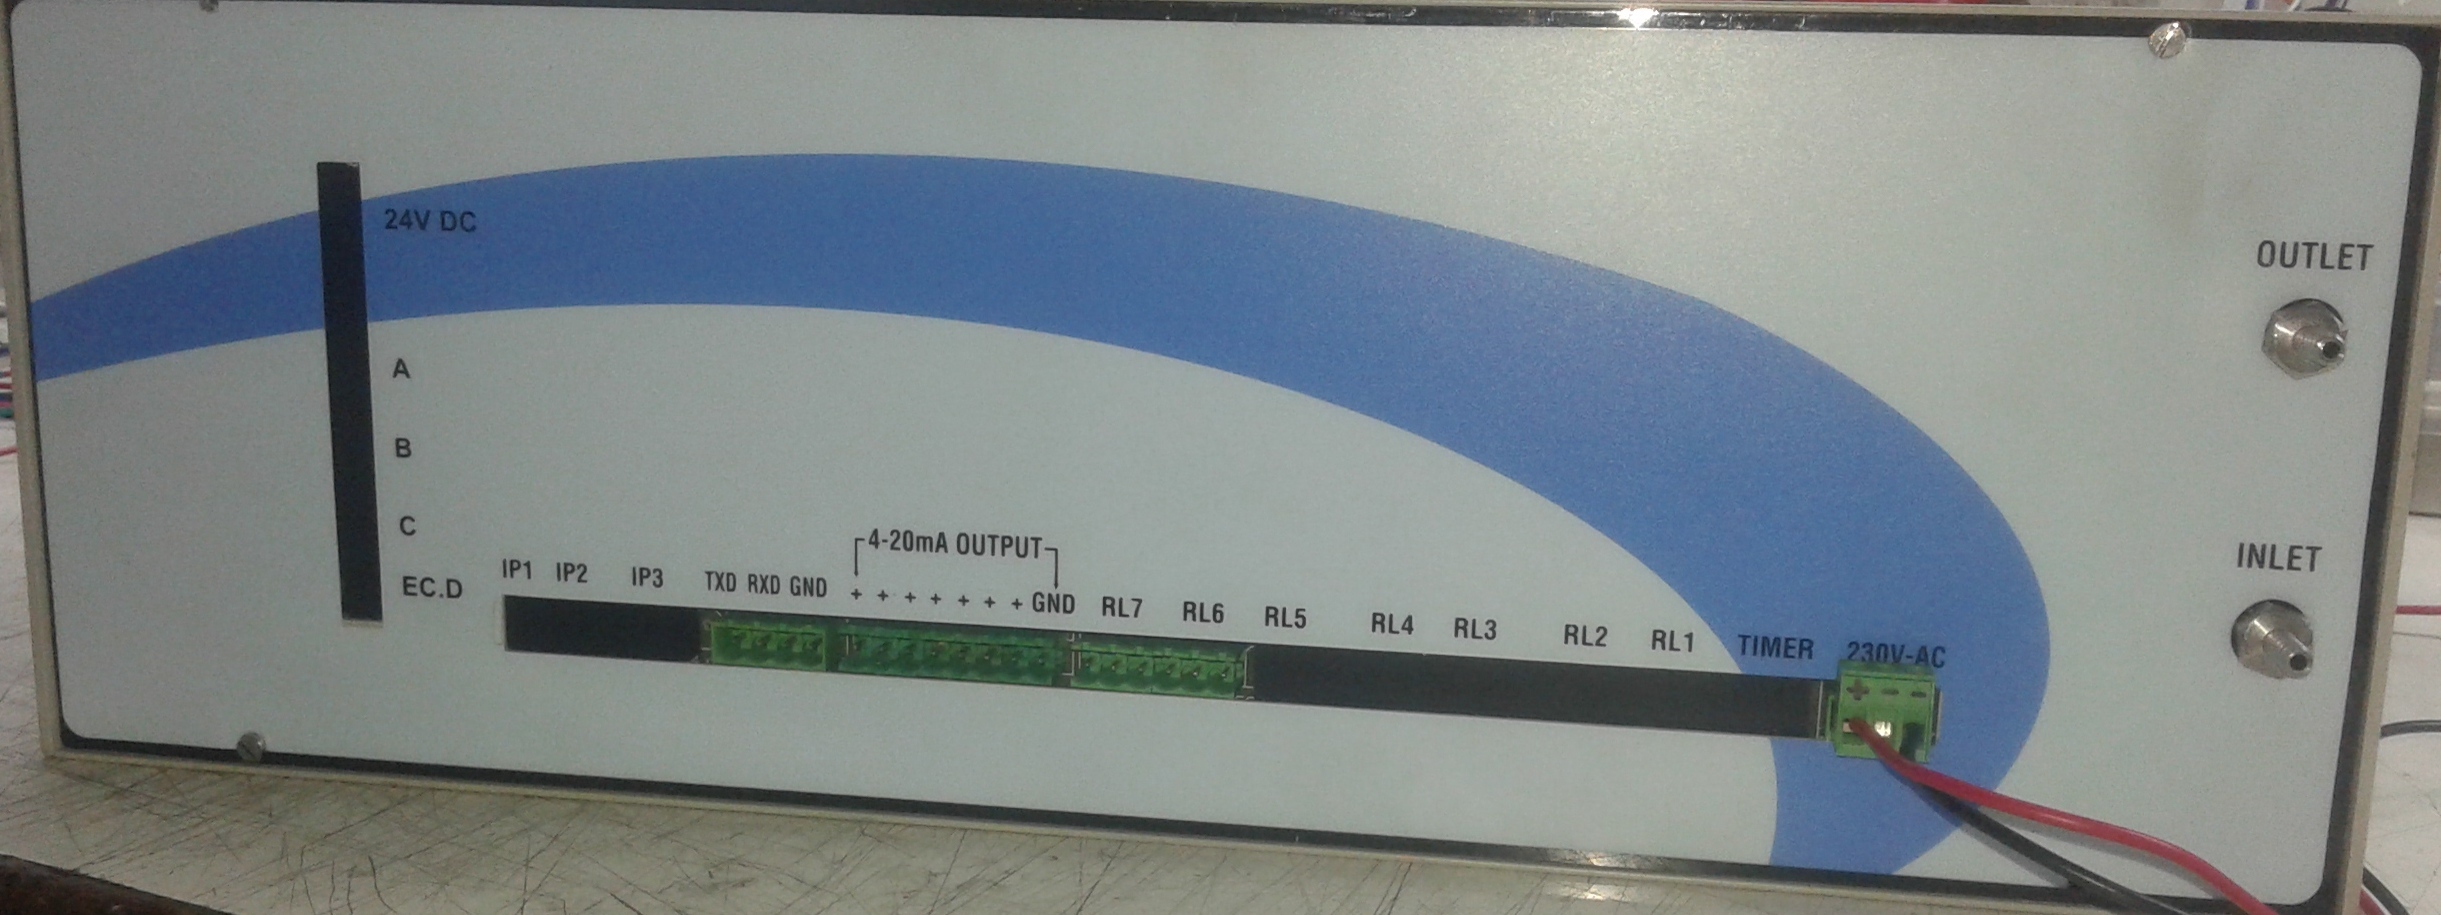 24V DC
OUTLET
A
B
C
4-20mA OUTPUT
INLET
EC.D
IP1 IP2 IP3 TXD RXD GND + + + + + + + GND RL7 RL6 RL5 RL4 RL3 RL2 RL1 TIMER 230V-AC
+ - -